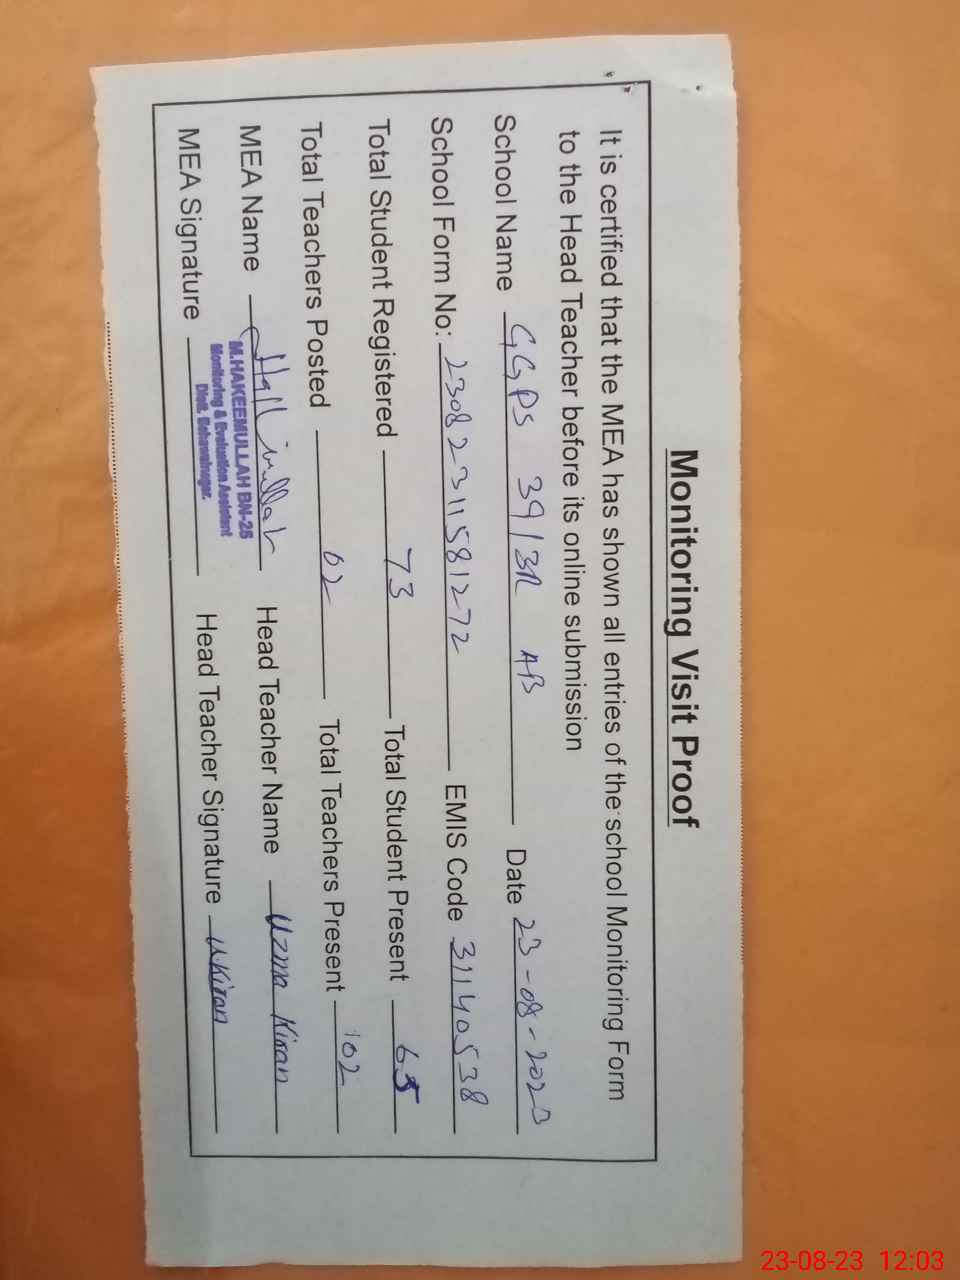 Monitoring Visit Proof
It is certified that the MEA has shown all entries of the school Monitoring Form
to the Head Teacher before its online submission
School Name GGPS 39/3R AB Date 23-08-2023
School Form No: 23082311581272 EMIS Code 31140538
Total Student Registered 73 Total Student Present 65
Total Teachers Posted 02 Total Teachers Present 02
MEA Name Head Teacher Name Uzma Kiran
M.HAKEEMULLAH BN-25
Monitoring & Evaluation Assistant
Distt. Bahawalnagar.
MEA Signature Head Teacher Signature U.Kiran
23-08-23 12:03